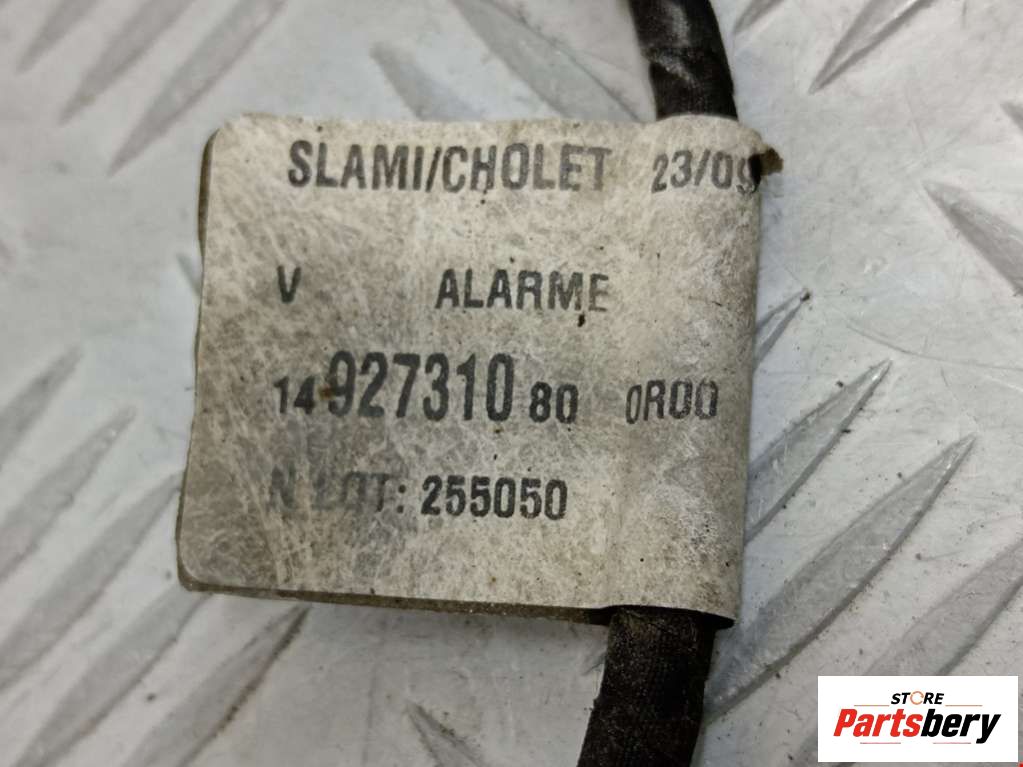 SLAMI/CHOLET 23/09
V ALARME
14 927310 80 0R00
N LOT: 255050
STORE
Partsbery